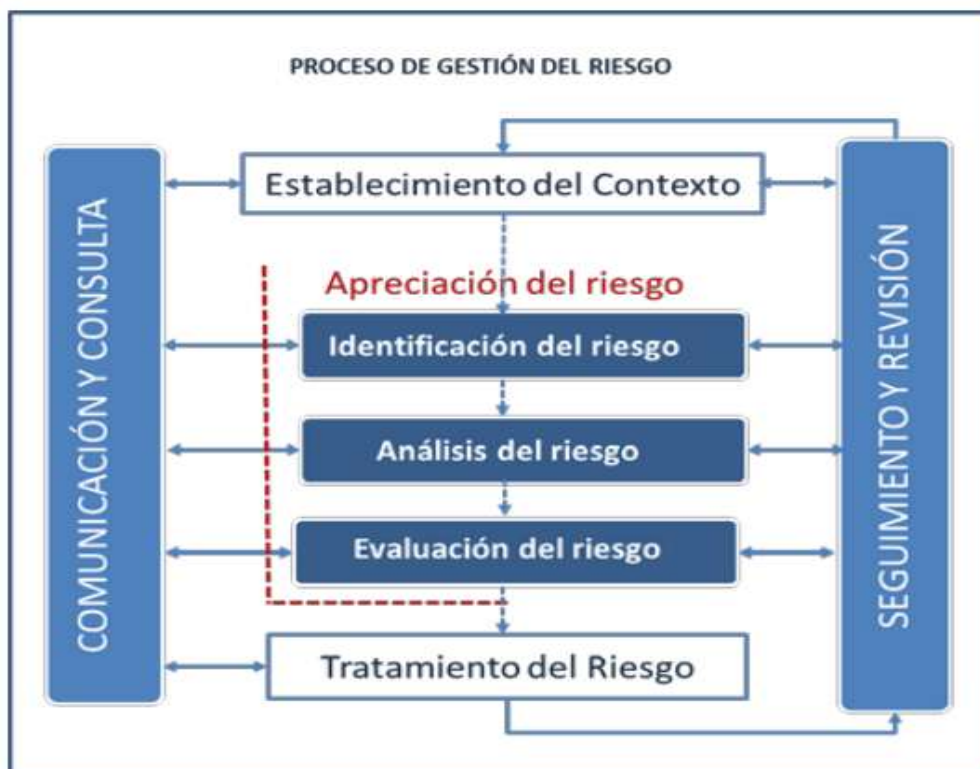 PROCESO DE GESTIÓN DEL RIESGO
COMUNICACIÓN Y CONSULTA
Establecimiento del Contexto
Apreciación del riesgo
Identificación del riesgo
Análisis del riesgo
Evaluación del riesgo
Tratamiento del Riesgo
SEGUIMIENTO Y REVISIÓN